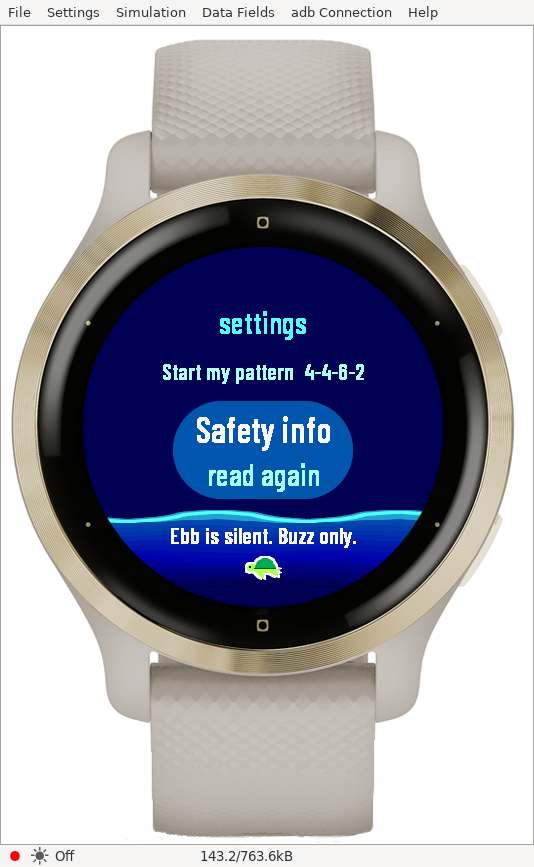 File Settings Simulation Data Fields adb Connection Help
settings
Start my pattern 4-4-6-2
Safety info
read again
Ebb is silent. Buzz only.
Off 143.2/763.6kB